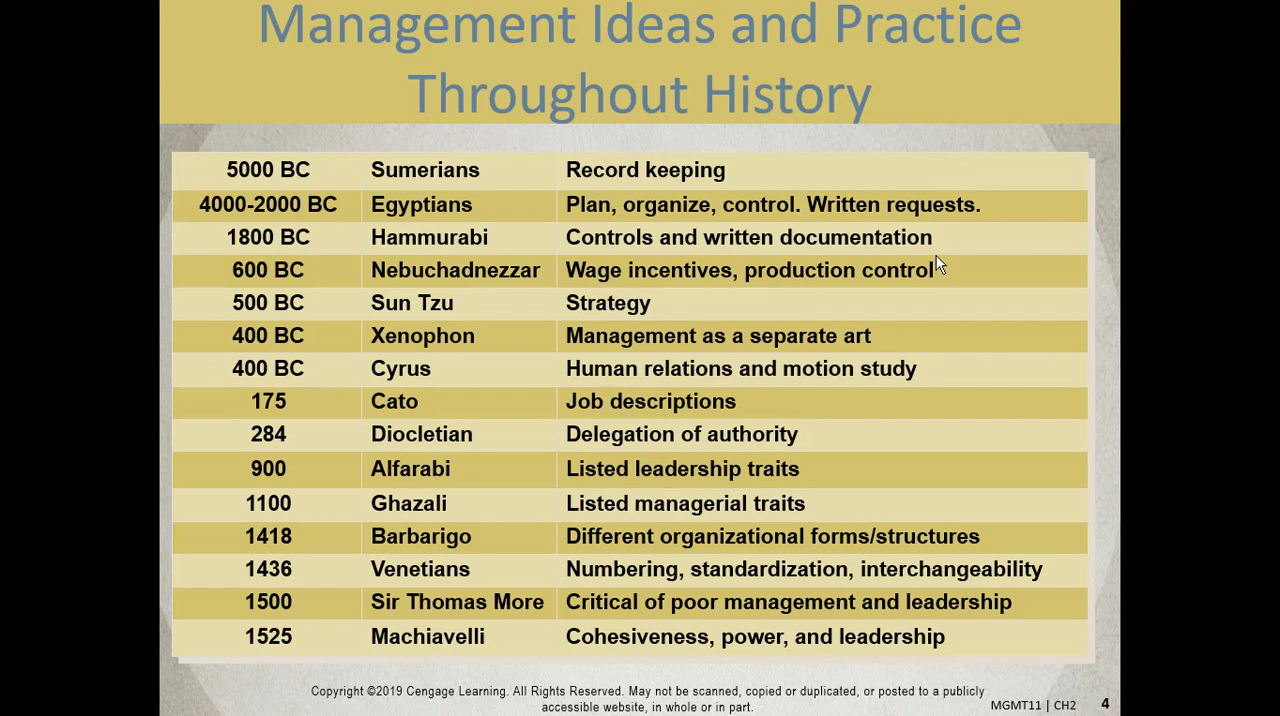 Management Ideas and Practice
Throughout History
5000 BC Sumerians Record keeping
4000-2000 BC Egyptians Plan, organize, control. Written requests.
1800 BC Hammurabi Controls and written documentation
600 BC Nebuchadnezzar Wage incentives, production control
500 BC Sun Tzu Strategy
400 BC Xenophon Management as a separate art
400 BC Cyrus Human relations and motion study
175 Cato Job descriptions
284 Diocletian Delegation of authority
900 Alfarabi Listed leadership traits
1100 Ghazali Listed managerial traits
1418 Barbarigo Different organizational forms/structures
1436 Venetians Numbering, standardization, interchangeability
1500 Sir Thomas More Critical of poor management and leadership
1525 Machiavelli Cohesiveness, power, and leadership
Copyright ©2019 Cengage Learning. All Rights Reserved. May not be scanned, copied or duplicated, or posted to a publicly
accessible website, in whole or in part.
MGMT11 | CH2 4